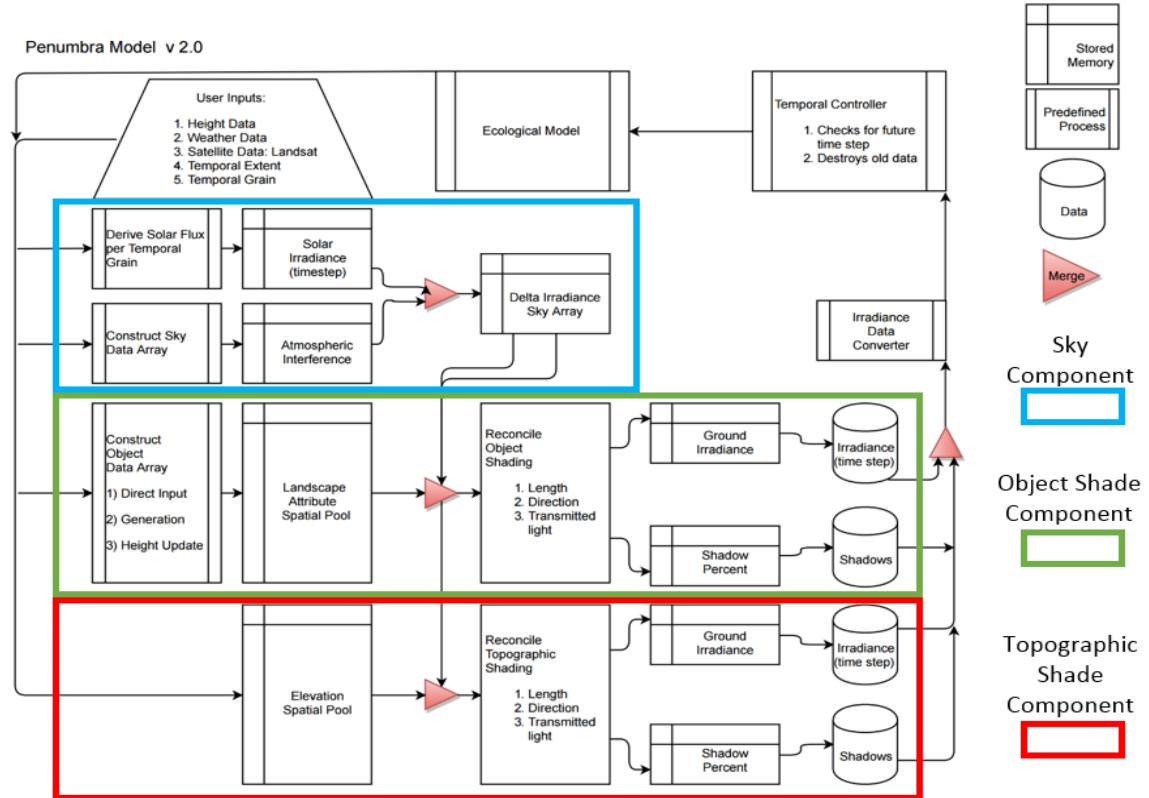 Penumbra Model v 2.0
User Inputs:
1. Height Data
2. Weather Data
3. Satellite Data: Landsat
4. Temporal Extent
5. Temporal Grain
Ecological Model
Temporal Controller
1. Checks for future
time step
2. Destroys old data
Stored
Memory
Predefined
Process
Data
Merge
Derive Solar Flux
per Temporal
Grain
Solar
Irradiance
(timestep)
Delta Irradiance
Sky Array
Construct Sky
Data Array
Atmospheric
Interference
Irradiance
Data
Converter
Sky
Component
Construct
Object
Data Array
1) Direct Input
2) Generation
3) Height Update
Landscape
Attribute
Spatial Pool
Reconcile
Object
Shading
1. Length
2. Direction
3. Transmitted
light
Ground
Irradiance
Irradiance
(time step)
Shadow
Percent
Shadows
Object Shade
Component
Elevation
Spatial Pool
Reconcile
Topographic
Shading
1. Length
2. Direction
3. Transmitted
light
Ground
Irradiance
Irradiance
(time step)
Shadow
Percent
Shadows
Topographic
Shade
Component